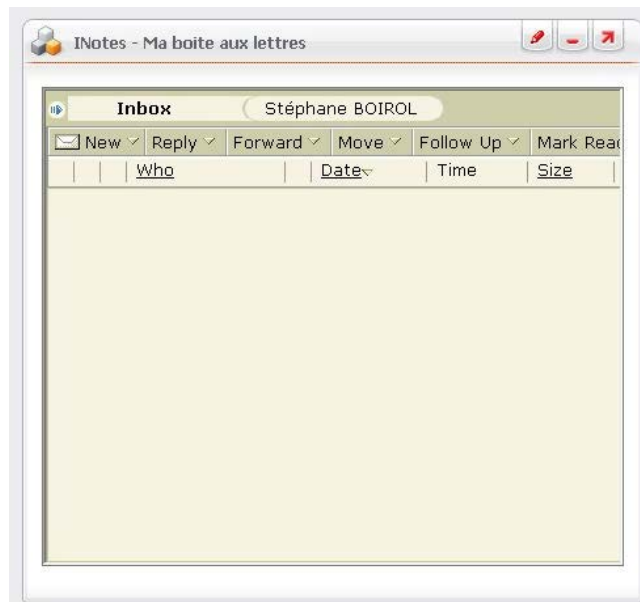 INotes - Ma boite aux lettres
Inbox Stéphane BOIROL
New Reply Forward Move Follow Up Mark Read
Who Date Time Size